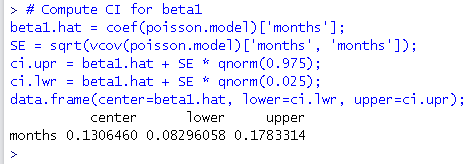 > # Compute CI for beta1
beta1.hat = coef(poisson.model)['months'];
SE = sqrt(vcov(poisson.model)['months', 'months']);
ci.upr = beta1.hat + SE * qnorm(0.975);
ci.lwr = beta1.hat + SE * qnorm(0.025);
data.frame(center=beta1.hat, lower=ci.lwr, upper=ci.upr);
center lower upper
months 0.1306460 0.08296058 0.1783314
>